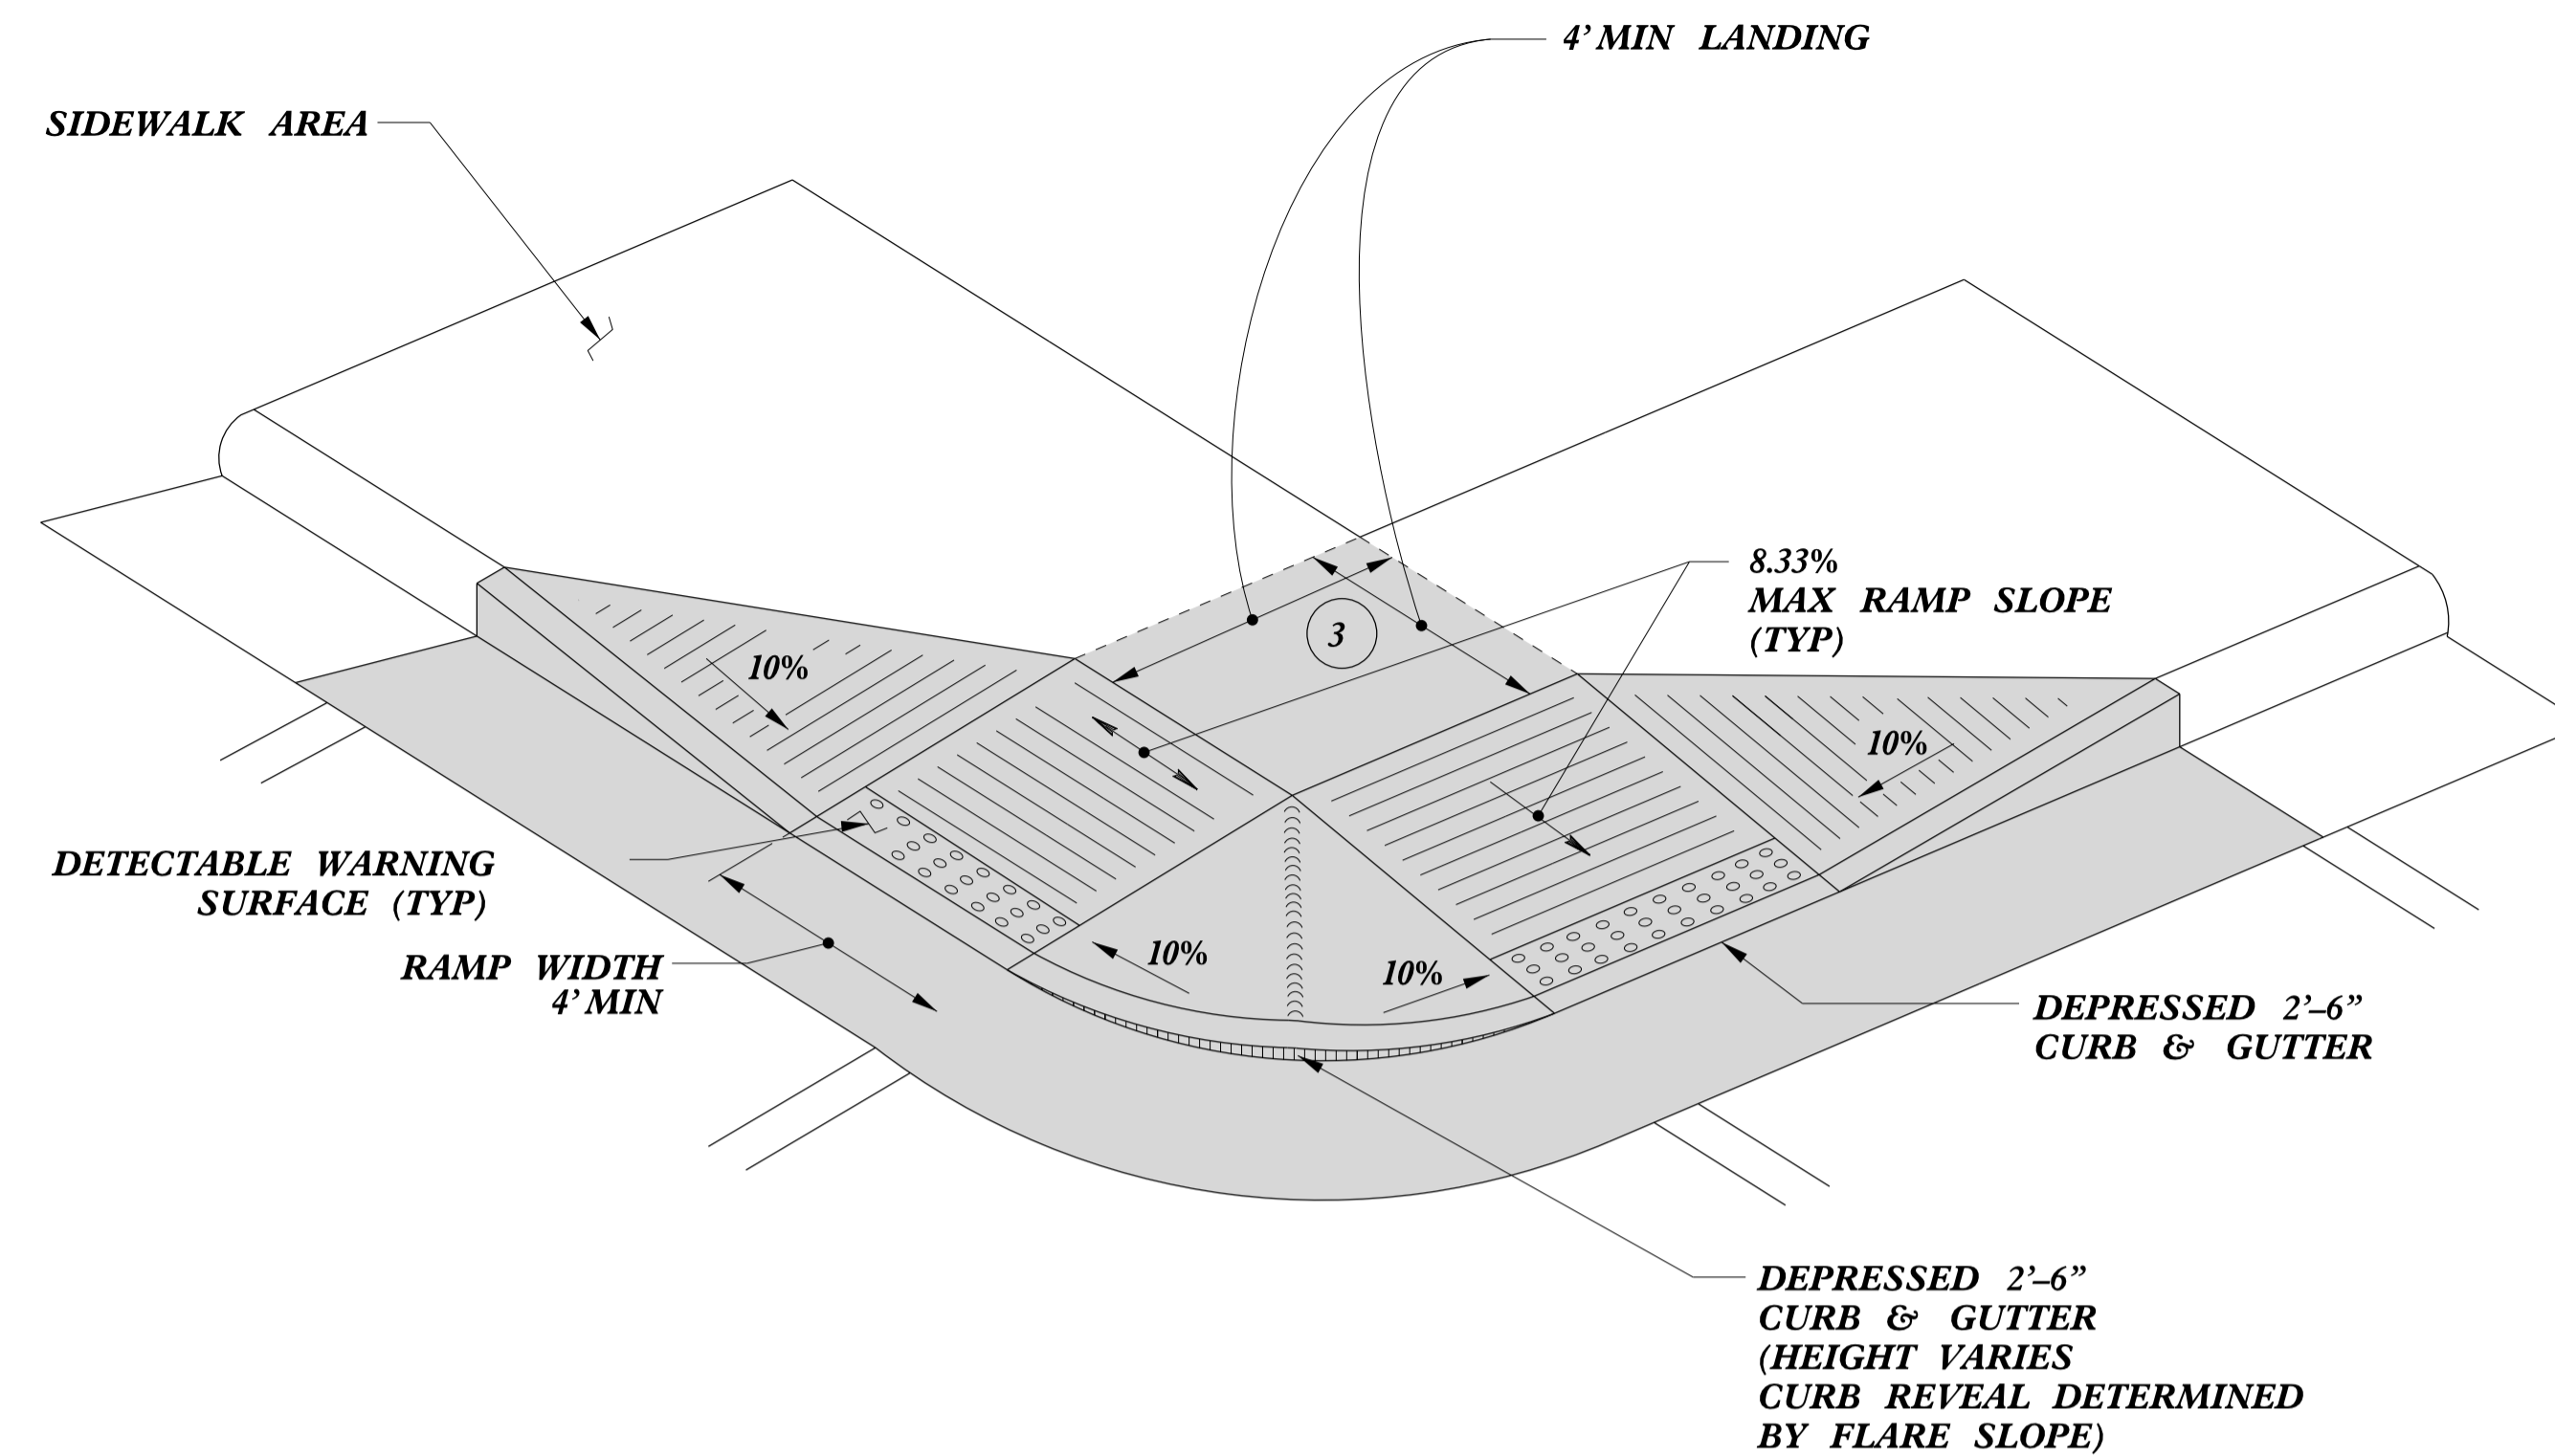 4’ MIN LANDING
SIDEWALK AREA
8.33%
MAX RAMP SLOPE
(TYP)
3
10%
10%
DETECTABLE WARNING
SURFACE (TYP)
RAMP WIDTH
4’ MIN
10%
10%
DEPRESSED 2’–6”
CURB & GUTTER
DEPRESSED 2’–6”
CURB & GUTTER
(HEIGHT VARIES
CURB REVEAL DETERMINED
BY FLARE SLOPE)